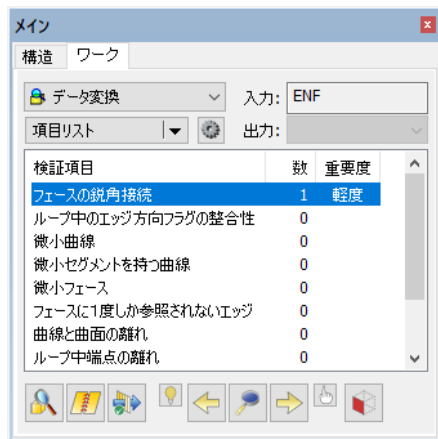 メイン
構造 ワーク
データ変換 入力: ENF
項目リスト 出力:
検証項目 数 重要度
フェースの鋭角接続 1 軽度
ループ中のエッジ方向フラグの整合性 0
微小曲線 0
微小セグメントを持つ曲線 0
微小フェース 0
フェースに1度しか参照されないエッジ 0
曲線と曲面の離れ 0
ループ中端点の離れ 0